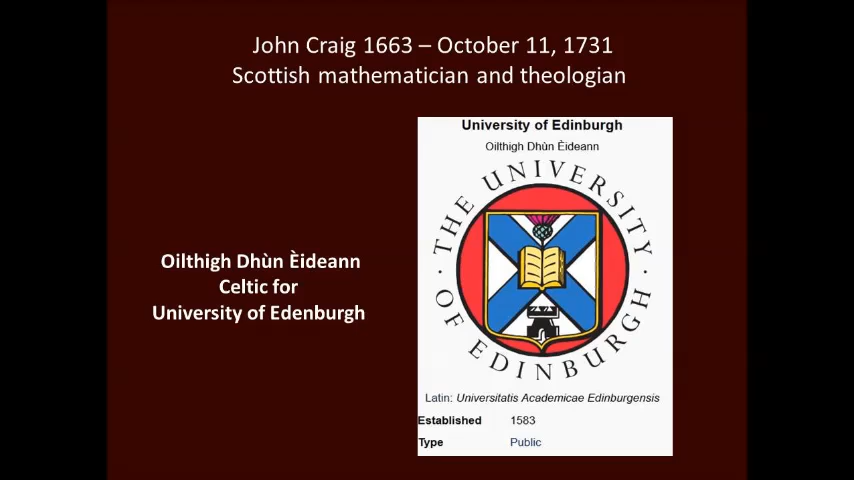 John Craig 1663 – October 11, 1731
Scottish mathematician and theologian
Oilthigh Dhùn Èideann
Celtic for
University of Edenburgh
University of Edinburgh
Oilthigh Dhùn Èideann
· THE UNIVERSITY ·
OF EDINBURGH
Latin: Universitatis Academicae Edinburgensis
Established 1583
Type Public